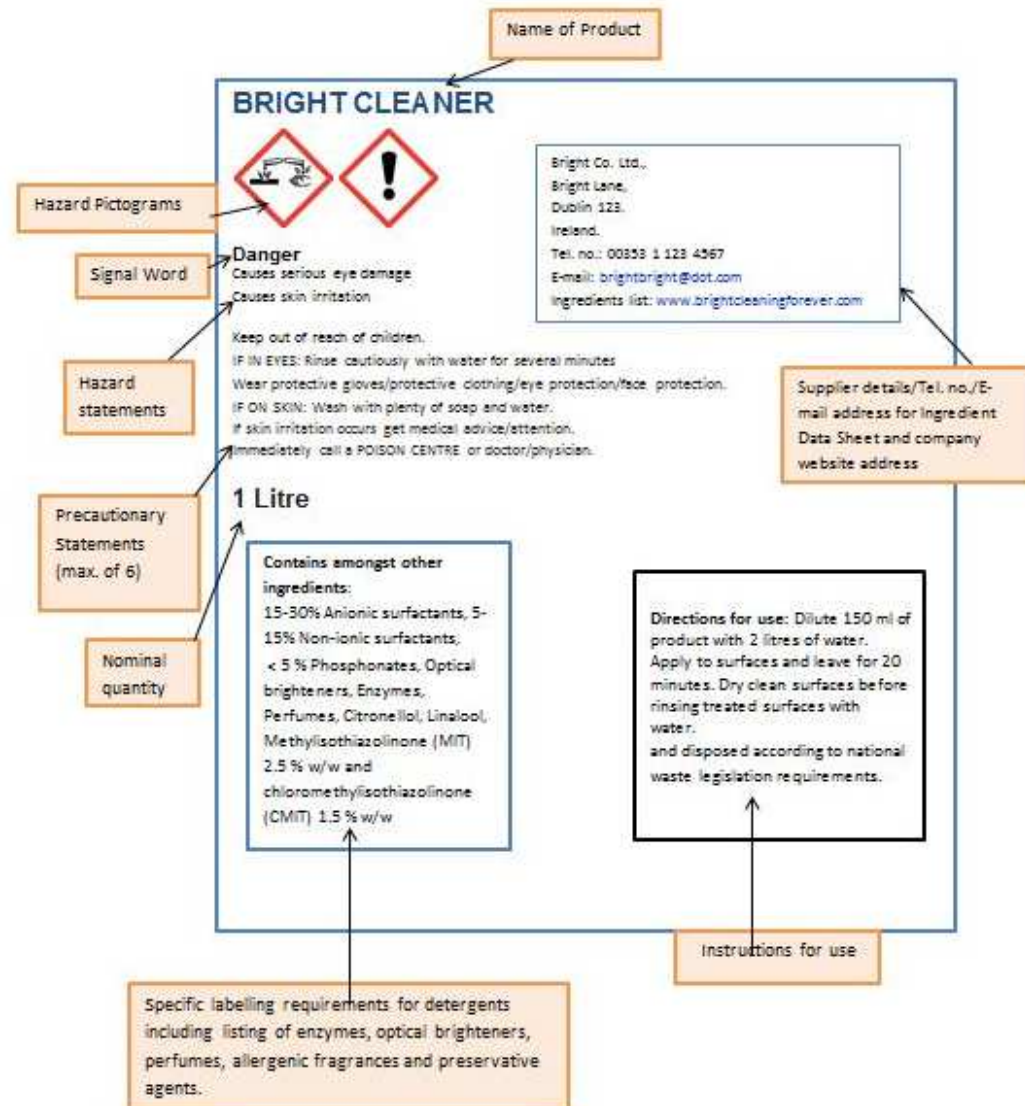 Name of Product
BRIGHT CLEANER
Hazard Pictograms
Bright Co. Ltd.,
Bright Lane,
Dublin 123.
Ireland.
Tel. no.: 00353 1 123 4567
E-mail: brightbright@dot.com
Ingredients list: www.brightcleaningforever.com
Signal Word
Danger
Causes serious eye damage
Causes skin irritation
Hazard
statements
Keep out of reach of children.
IF IN EYES: Rinse cautiously with water for several minutes
Wear protective gloves/protective clothing/eye protection/face protection.
IF ON SKIN: Wash with plenty of soap and water.
If skin irritation occurs get medical advice/attention.
Immediately call a POISON CENTRE or doctor/physician.
Supplier details/Tel. no./E-
mail address for Ingredient
Data Sheet and company
website address
Precautionary
Statements
(max. of 6)
1 Litre
Nominal
quantity
Contains amongst other
ingredients:
15-30% Anionic surfactants, 5-
15% Non-ionic surfactants,
< 5 % Phosphonates, Optical
brighteners, Enzymes,
Perfumes, Citronellol, Linalool,
Methylisothiazolinone (MIT)
2.5 % w/w and
chloromethylisothiazolinone
(CMIT) 1.5 % w/w
Directions for use: Dilute 150 ml of
product with 2 litres of water.
Apply to surfaces and leave for 20
minutes. Dry clean surfaces before
rinsing treated surfaces with
water.
and disposed according to national
waste legislation requirements.
Instructions for use
Specific labelling requirements for detergents
including listing of enzymes, optical brighteners,
perfumes, allergenic fragrances and preservative
agents.